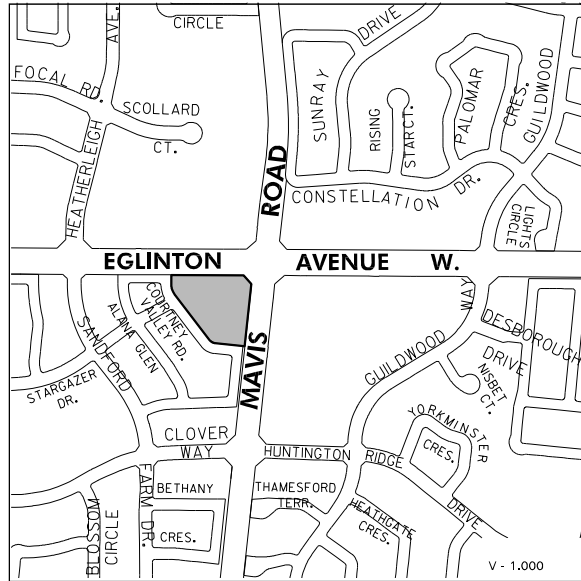 CIRCLE
AVE.
DRIVE
FOCAL RD.
SCOLLARD
CT.
HEATHERLEIGH
ROAD
SUNRAY
RISING
STAR CT.
PALOMAR
CRES.
GUILDWOOD
CONSTELLATION DR.
LIGHTS
CIRCLE
EGLINTON AVENUE W.
COURTNEY
VALLEY RD.
ALANA GLEN
SANDFORD
STARGAZER
DR.
MAVIS
GUILDWOOD WAY
DESBOROUGH
DRIVE
NISBET
CT.
YORKMINSTER
CRES.
CLOVER
WAY
HUNTINGTON RIDGE
DRIVE
BETHANY
CRES.
THAMESFORD
TERR.
HEATHGATE
CRES.
FARM DR.
BLOSSOM
CIRCLE
V - 1.000